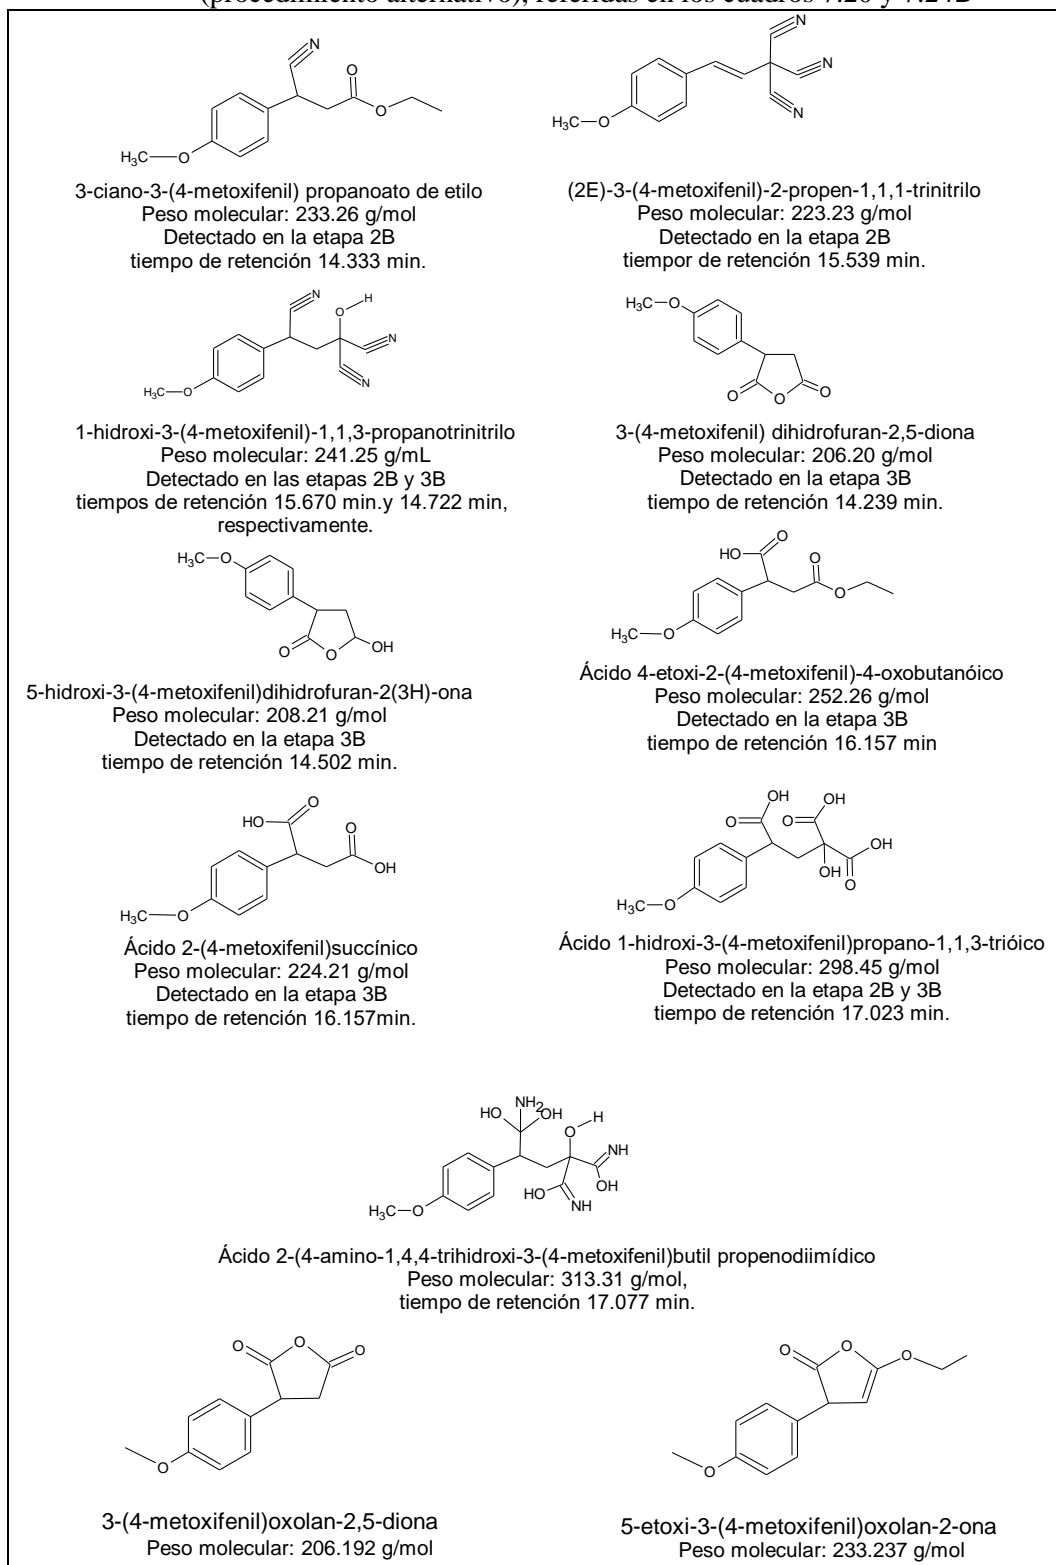 (procedimiento alternativo), referidas en los cuadros 7.20 y 7.24B
N
O
O
H3C
O
3-ciano-3-(4-metoxifenil) propanoato de etilo
Peso molecular: 233.26 g/mol
Detectado en la etapa 2B
tiempo de retención 14.333 min.
N
N
N
H3C
O
(2E)-3-(4-metoxifenil)-2-propen-1,1,1-trinitrilo
Peso molecular: 223.23 g/mol
Detectado en la etapa 2B
tiempor de retención 15.539 min.
N
O
H
N
N
H3C
O
1-hidroxi-3-(4-metoxifenil)-1,1,3-propanotrinitrilo
Peso molecular: 241.25 g/mL
Detectado en las etapas 2B y 3B
tiempos de retención 15.670 min.y 14.722 min,
respectivamente.
H3C
O
O
O
O
3-(4-metoxifenil) dihidrofuran-2,5-diona
Peso molecular: 206.20 g/mol
Detectado en la etapa 3B
tiempo de retención 14.239 min.
H3C
O
O
O
OH
5-hidroxi-3-(4-metoxifenil)dihidrofuran-2(3H)-ona
Peso molecular: 208.21 g/mol
Detectado en la etapa 3B
tiempo de retención 14.502 min.
O
HO
O
O
H3C
O
Ácido 4-etoxi-2-(4-metoxifenil)-4-oxobutanóico
Peso molecular: 252.26 g/mol
Detectado en la etapa 3B
tiempo de retención 16.157 min
O
HO
O
OH
H3C
O
Ácido 2-(4-metoxifenil)succínico
Peso molecular: 224.21 g/mol
Detectado en la etapa 3B
tiempo de retención 16.157min.
OH
OH
O
O
OH
OH
O
H3C
O
Ácido 1-hidroxi-3-(4-metoxifenil)propano-1,1,3-trióico
Peso molecular: 298.45 g/mol
Detectado en la etapa 2B y 3B
tiempo de retención 17.023 min.
NH2
HO
OH
O
H
NH
OH
HO
NH
H3C
O
Ácido 2-(4-amino-1,4,4-trihidroxi-3-(4-metoxifenil)butil propenodiimídico
Peso molecular: 313.31 g/mol,
tiempo de retención 17.077 min.
O
O
O
O
3-(4-metoxifenil)oxolan-2,5-diona
Peso molecular: 206.192 g/mol
O
O
O
O
5-etoxi-3-(4-metoxifenil)oxolan-2-ona
Peso molecular: 233.237 g/mol